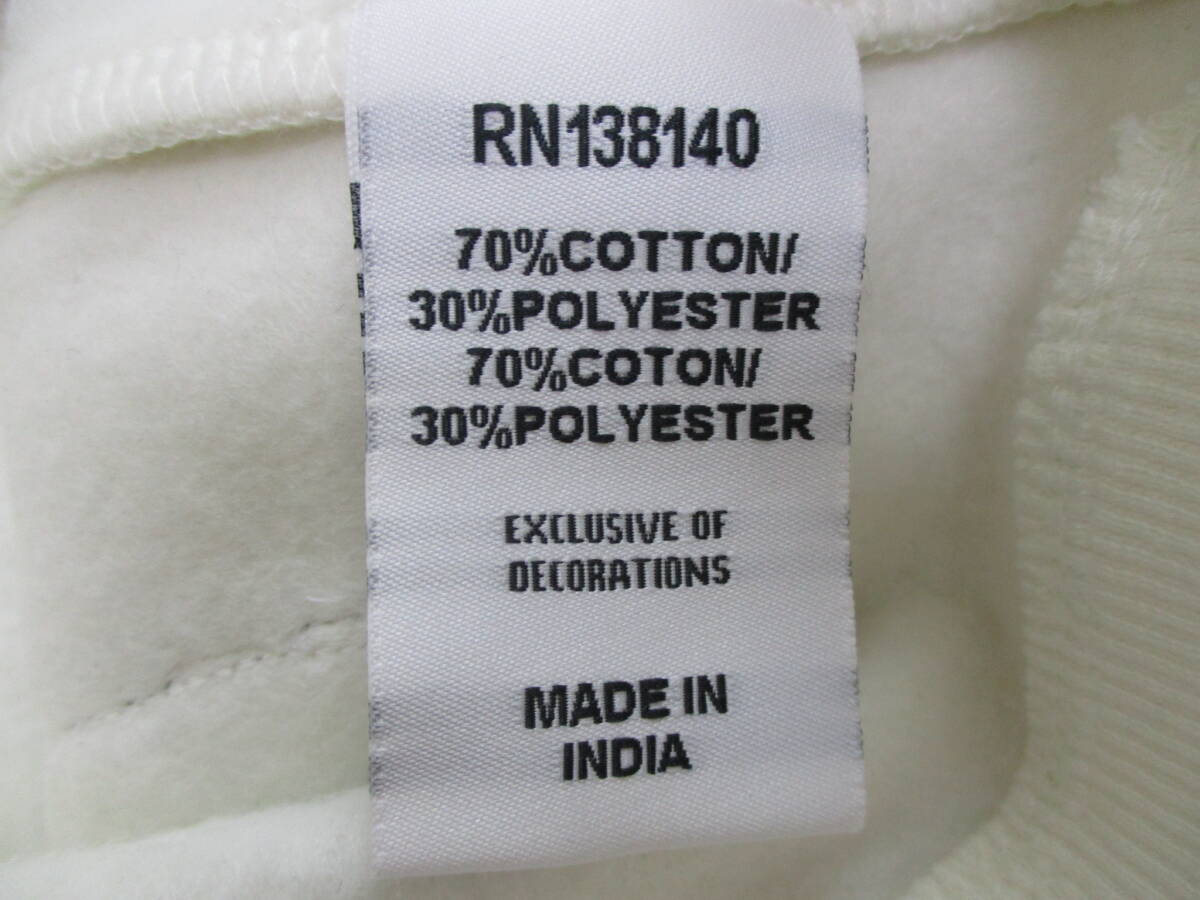 RN138140
70%COTTON/
30%POLYESTER
70%COTON/
30%POLYESTER
EXCLUSIVE OF
DECORATIONS
MADE IN
INDIA